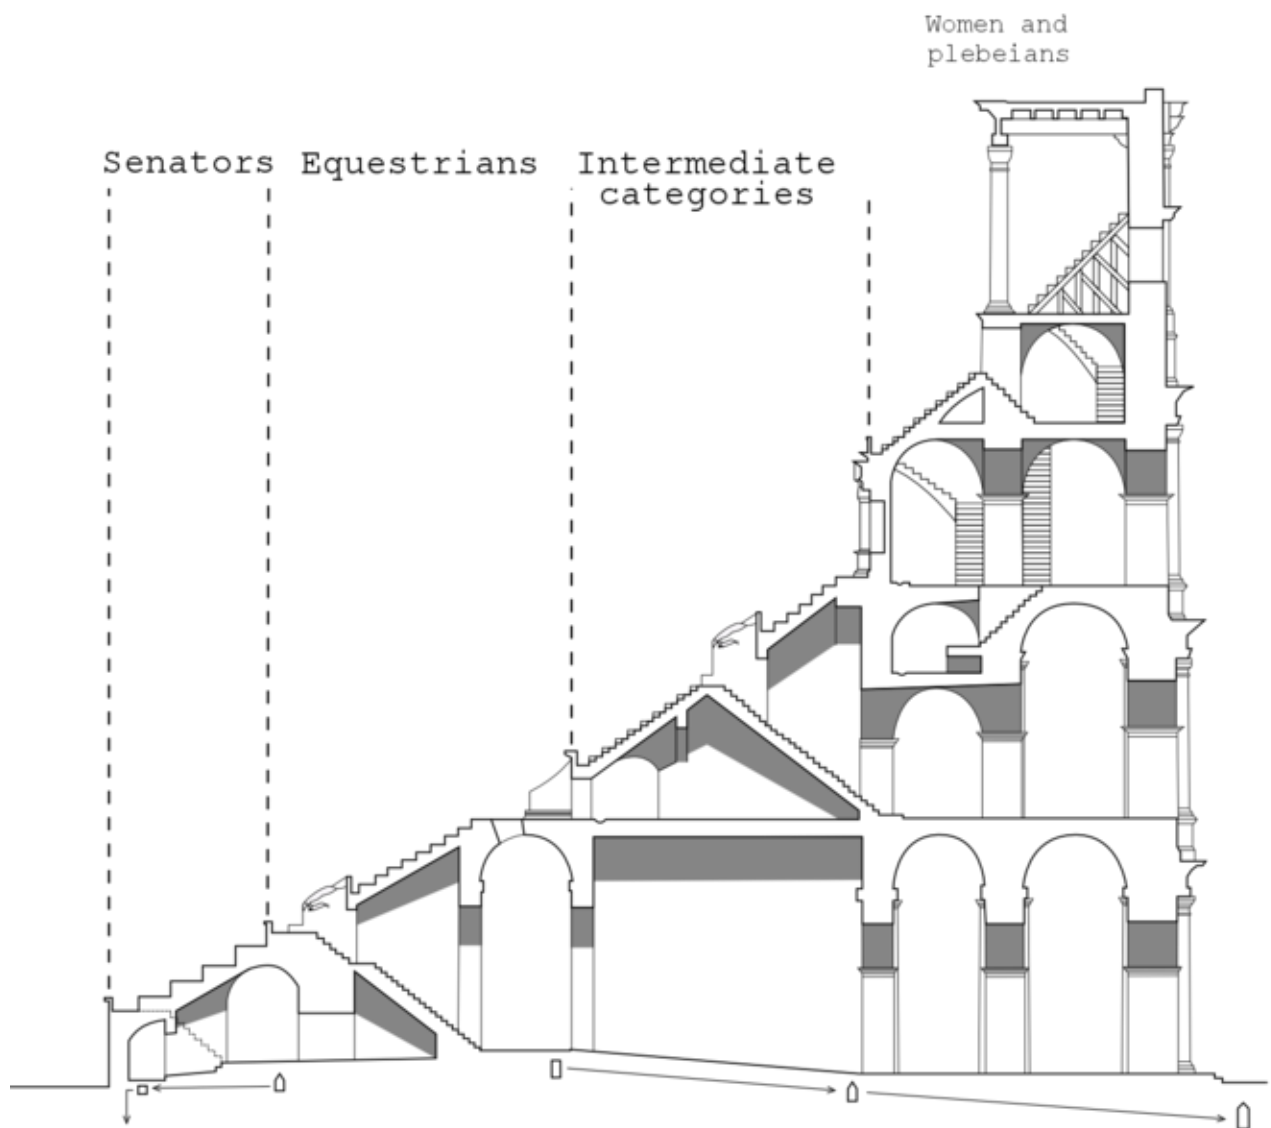 Women and
plebeians
Senators
Equestrians
Intermediate
categories